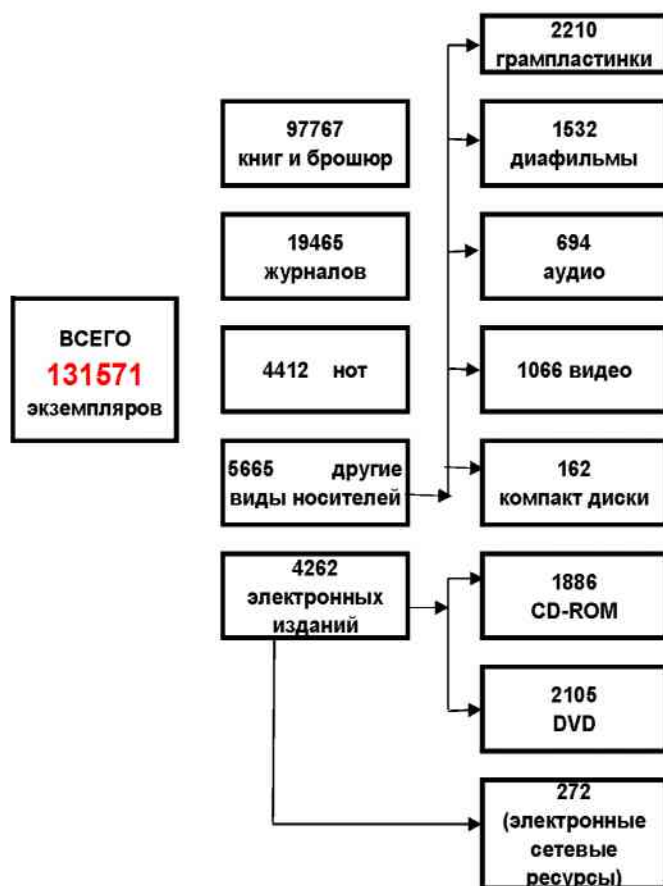 ВСЕГО
131571
экземпляров
97767
книг и брошюр
19465
журналов
4412 нот
5665 другие
виды носителей
4262
электронных
изданий
2210
грампластинки
1532
диафильмы
694
аудио
1066 видео
162
компакт диски
1886
CD-ROM
2105
DVD
272
(электронные
сетевые
ресурсы)